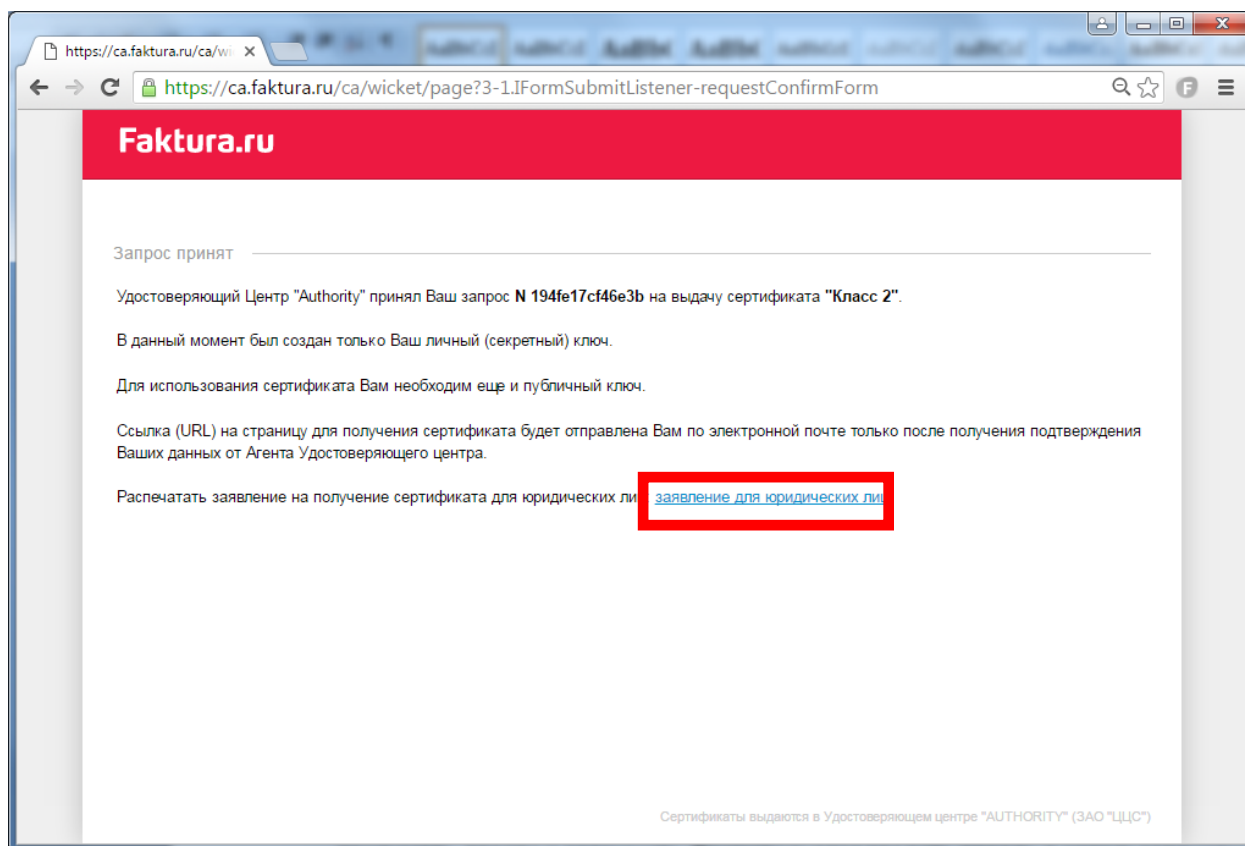 https://ca.faktura.ru/ca/wi
https://ca.faktura.ru/ca/wicket/page?3-1.IFormSubmitListener-requestConfirmForm
Faktura.ru
Запрос принят
Удостоверяющий Центр "Authority" принял Ваш запрос N 194fe17cf46e3b на выдачу сертификата "Класс 2".
В данный момент был создан только Ваш личный (секретный) ключ.
Для использования сертификата Вам необходим еще и публичный ключ.
Ссылка (URL) на страницу для получения сертификата будет отправлена Вам по электронной почте только после получения подтверждения
Ваших данных от Агента Удостоверяющего центра.
Распечатать заявление на получение сертификата для юридических ли заявление для юридических лиц
Сертификаты выдаются в Удостоверяющем центре "AUTHORITY" (ЗАО "ЦЦС")